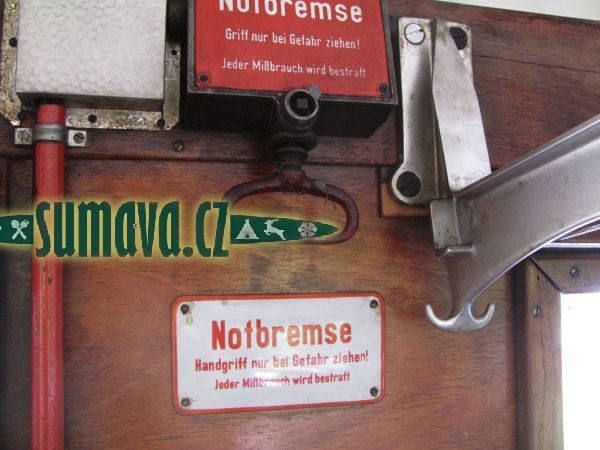 Notbremse
Griff nur bei Gefahr ziehen!
Jeder Mißbrauch wird bestraft
sumava.cz
Notbremse
Handgriff nur bei Gefahr ziehen!
Jeder Mißbrauch wird bestraft